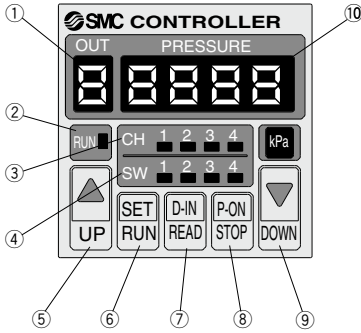 ① SMC CONTROLLER ⑩
OUT PRESSURE
8 8888
② RUN CH 1 2 3 4 kPa
③
④ SW 1 2 3 4
SET D-IN P-ON
UP RUN READ STOP DOWN
⑤ ⑥ ⑦ ⑧ ⑨